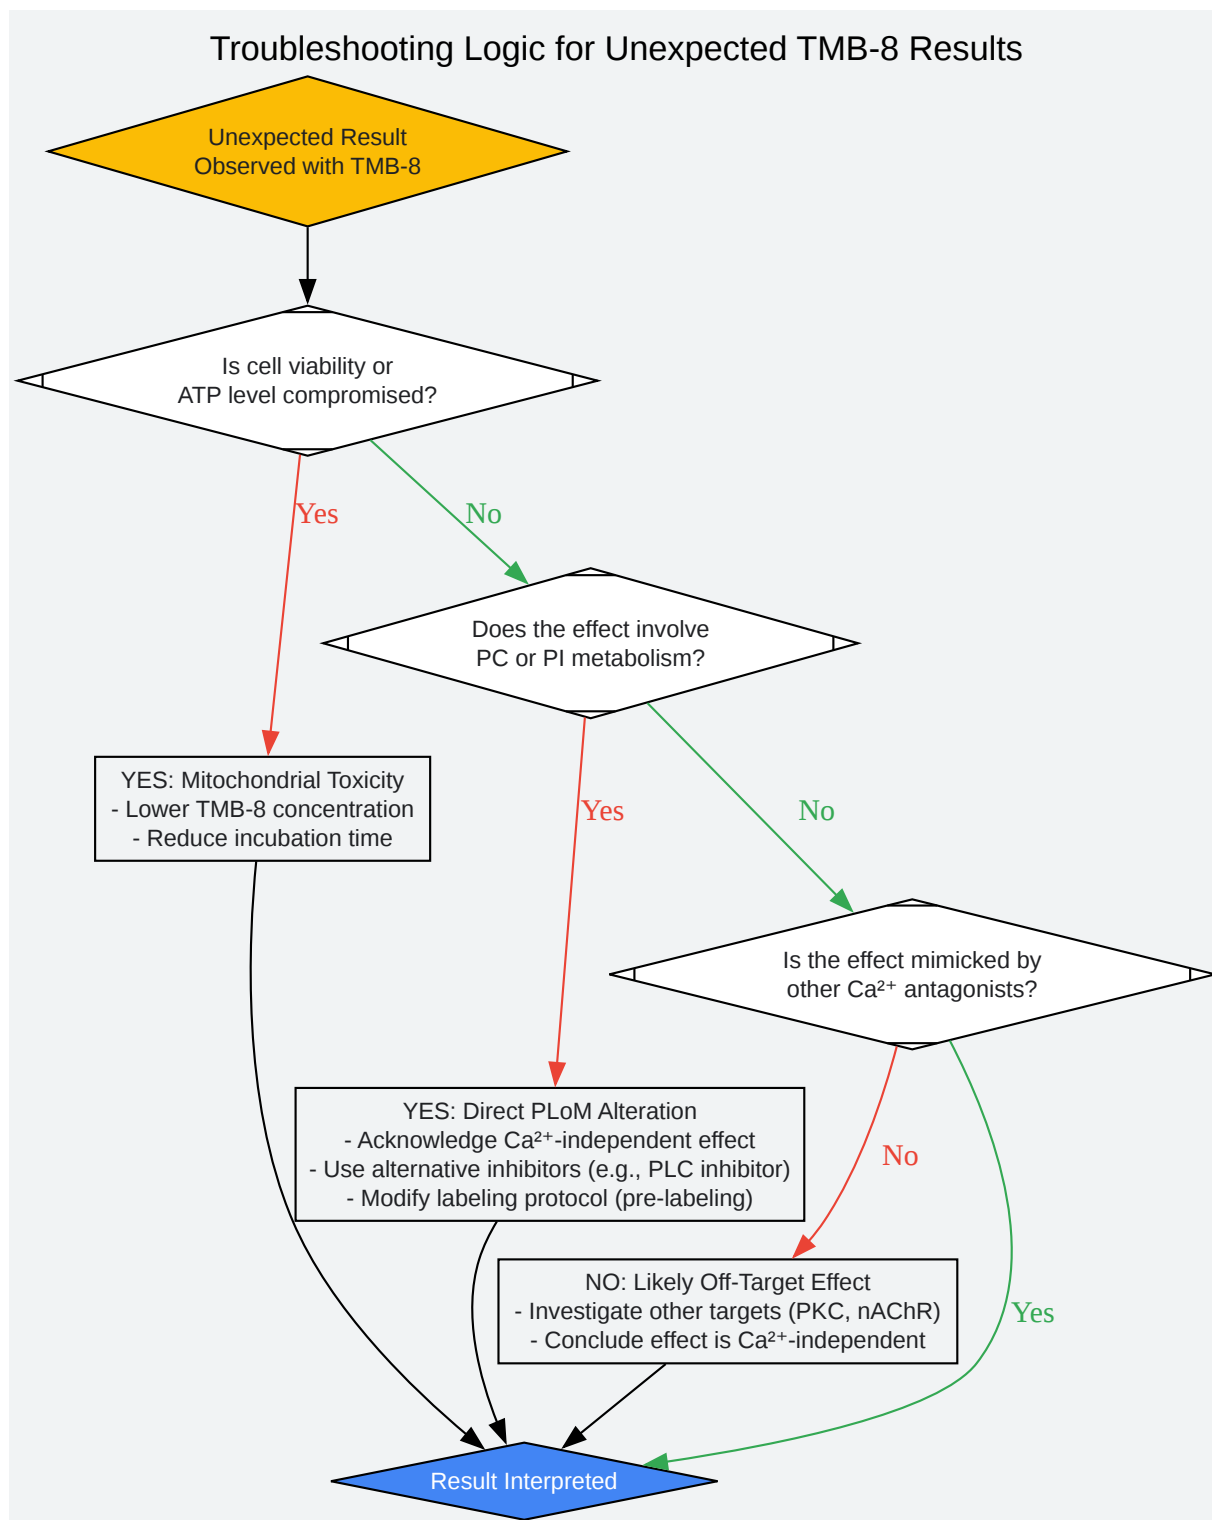 Troubleshooting Logic for Unexpected TMB-8 Results
Unexpected Result
Observed with TMB-8
Is cell viability or
ATP level compromised?
Yes
No
Does the effect involve
PC or PI metabolism?
YES: Mitochondrial Toxicity
- Lower TMB-8 concentration
- Reduce incubation time
Yes
No
Is the effect mimicked by
other Ca²⁺ antagonists?
YES: Direct PLoM Alteration
- Acknowledge Ca²⁺-independent effect
- Use alternative inhibitors (e.g., PLC inhibitor)
- Modify labeling protocol (pre-labeling)
No
NO: Likely Off-Target Effect
- Investigate other targets (PKC, nAChR)
- Conclude effect is Ca²⁺-independent
Yes
Result Interpreted